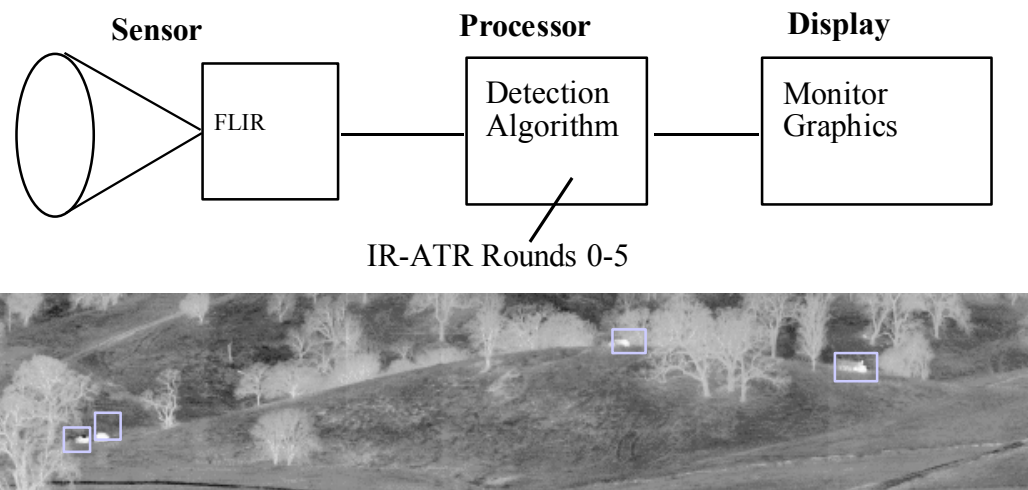 Sensor
Processor
Display
FLIR
Detection
Algorithm
Monitor
Graphics
IR-ATR Rounds 0-5